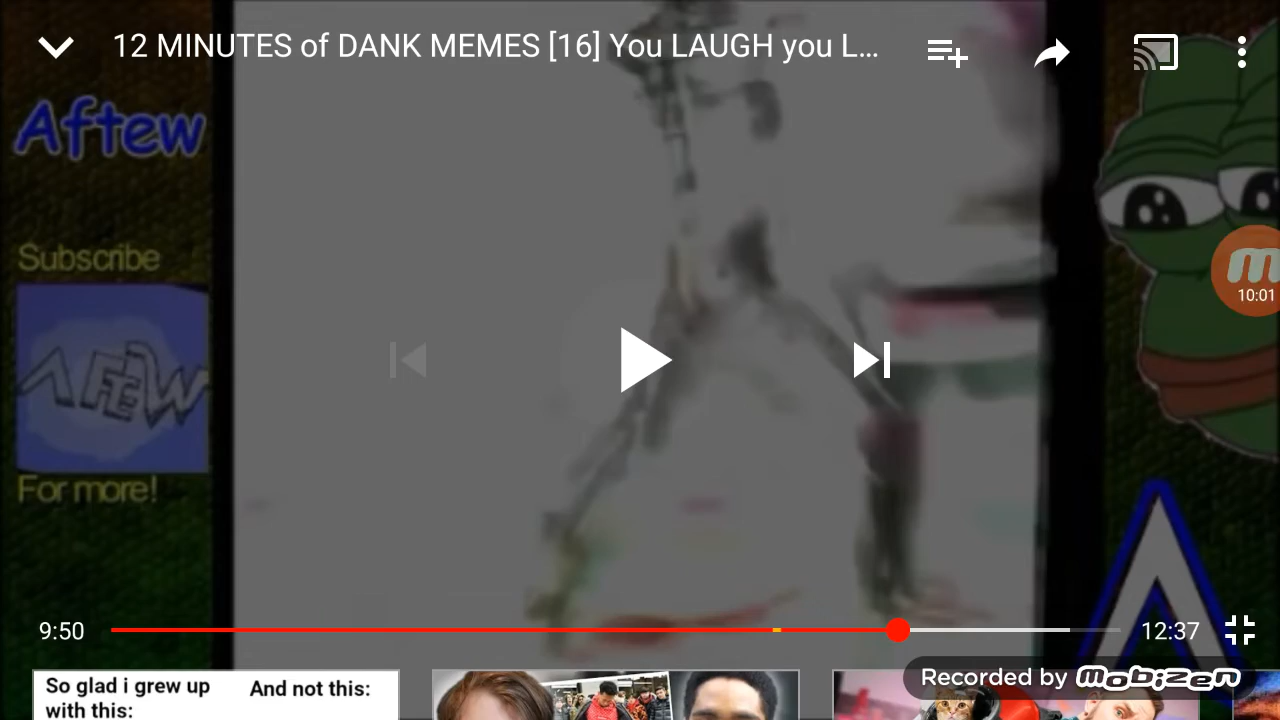 12 MINUTES of DANK MEMES [16] You LAUGH you L...
Aftew
Subscribe
AFTEW
For more!
10:01
9:50
12:37
So glad i grew up
with this:
And not this:
Recorded by mobizen